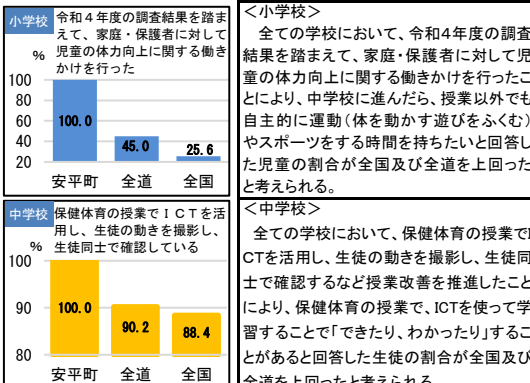 小学校
令和４年度の調査結果を踏ま
えて、家庭・保護者に対して
児童の体力向上に関する働き
かけを行った
%
100
80
60
40
20
100.0
45.0
25.6
安平町 全道 全国
＜小学校＞
　全ての学校において、令和４年度の調査
結果を踏まえて、家庭・保護者に対して児
童の体力向上に関する働きかけを行ったこ
とにより、中学校に進んだら、授業以外でも
自主的に運動（体を動かす遊びをふくむ）
やスポーツをする時間を持ちたいと回答し
た児童の割合が全国及び全道を上回った
と考えられる。
中学校
保健体育の授業でＩＣＴを活
用し、生徒の動きを撮影し、
生徒同士で確認している
%
100
90
80
100.0
90.2
88.4
安平町 全道 全国
＜中学校＞
　全ての学校において、保健体育の授業でI
CTを活用し、生徒の動きを撮影し、生徒同
士で確認するなど授業改善を推進したこと
により、保健体育の授業で、ICTを使って学
習することで「できたり、わかったり」するこ
とがあると回答した生徒の割合が全国及び
全道を上回ったと考えられる